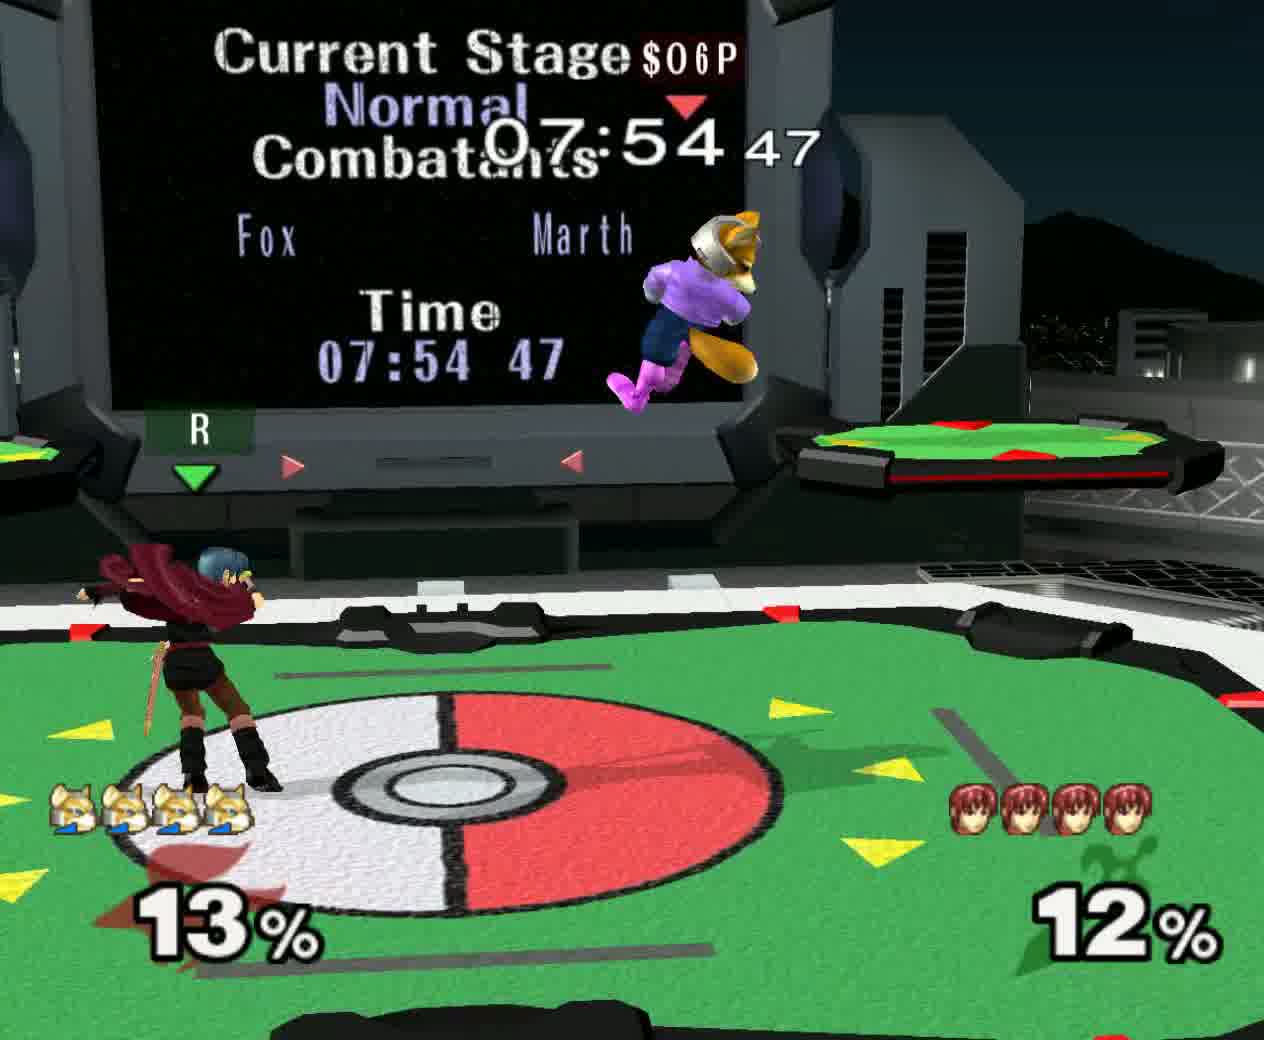 Current Stage
$06P
Normal
07:54 47
Combatants
Fox Marth
Time
07:54 47
R
13%
12%